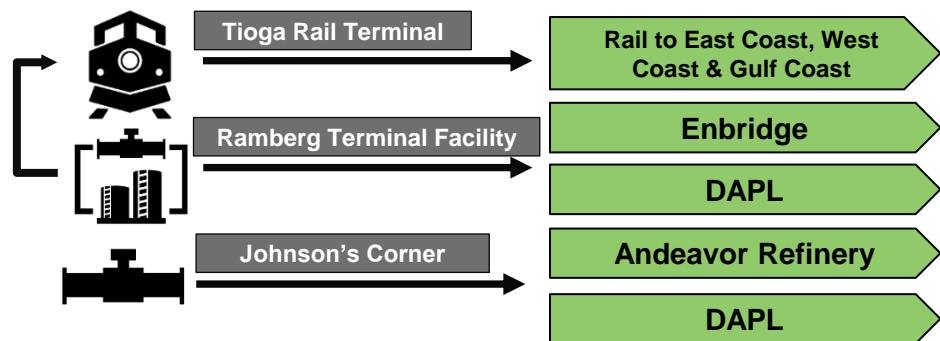 Tioga Rail Terminal
Rail to East Coast, West
Coast & Gulf Coast
Ramberg Terminal Facility
Enbridge
DAPL
Johnson’s Corner
Andeavor Refinery
DAPL